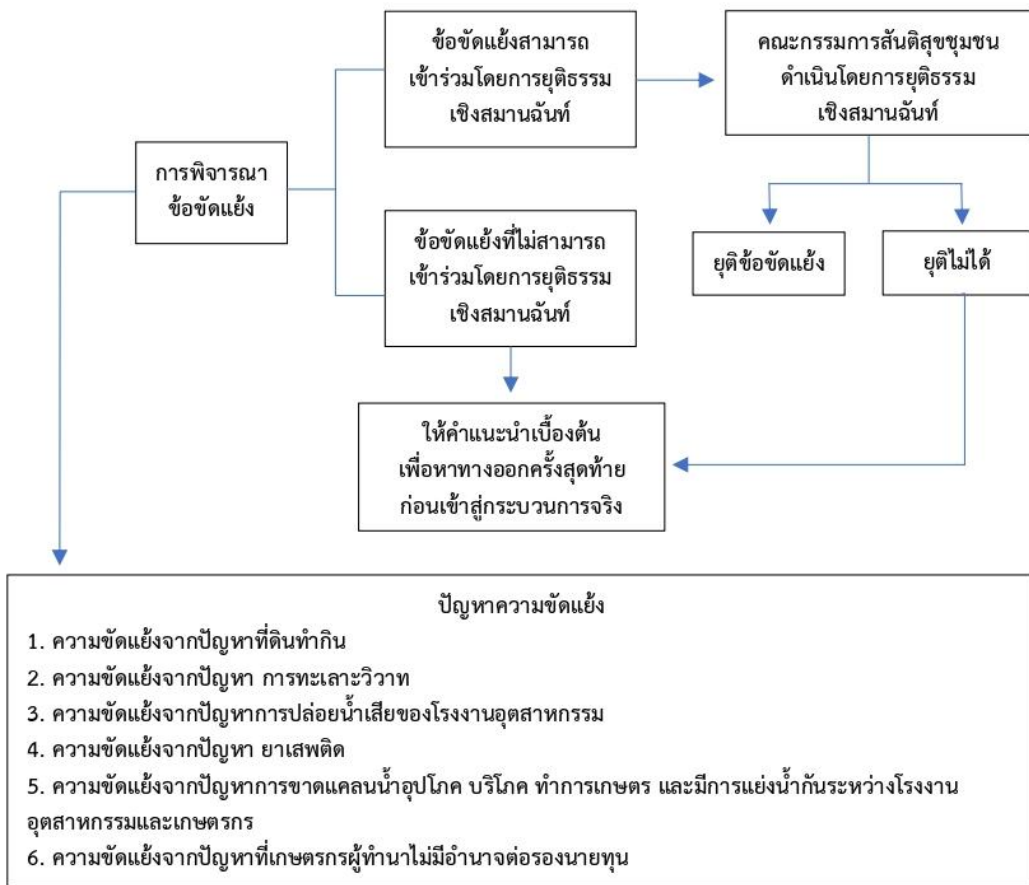 ข้อขัดแย้งสามารถ
เข้าร่วมโดยการยุติธรรม
เชิงสมานฉันท์
คณะกรรมการสันติสุขชุมชน
ดำเนินโดยการยุติธรรม
เชิงสมานฉันท์
การพิจารณา
ข้อขัดแย้ง
ข้อขัดแย้งที่ไม่สามารถ
เข้าร่วมโดยการยุติธรรม
เชิงสมานฉันท์
ยุติข้อขัดแย้ง
ยุติไม่ได้
ให้คำแนะนำเบื้องต้น
เพื่อหาทางออกครั้งสุดท้าย
ก่อนเข้าสู่กระบวนการจริง
ปัญหาความขัดแย้ง
1. ความขัดแย้งจากปัญหาที่ดินทำกิน
2. ความขัดแย้งจากปัญหา การทะเลาะวิวาท
3. ความขัดแย้งจากปัญหาการปล่อยน้ำเสียของโรงงานอุตสาหกรรม
4. ความขัดแย้งจากปัญหา ยาเสพติด
5. ความขัดแย้งจากปัญหาการขาดแคลนน้ำอุปโภค บริโภค ทำการเกษตร และมีการแย่งน้ำกันระหว่างโรงงาน
อุตสาหกรรมและเกษตรกร
6. ความขัดแย้งจากปัญหาที่เกษตรกรผู้ทำนาไม่มีอำนาจต่อรองนายทุน